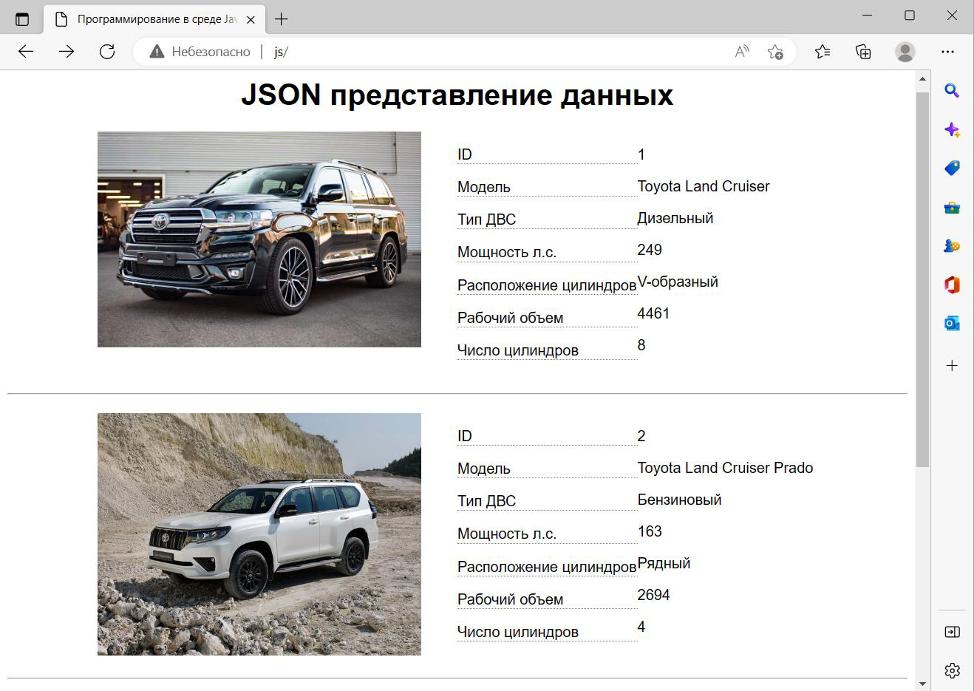 Программирование в среде Jav
Небезопасно | js/
JSON представление данных
ID 1
Модель Toyota Land Cruiser
Тип ДВС Дизельный
Мощность л.с. 249
Расположение цилиндров V-образный
Рабочий объем 4461
Число цилиндров 8
ID 2
Модель Toyota Land Cruiser Prado
Тип ДВС Бензиновый
Мощность л.с. 163
Расположение цилиндров Рядный
Рабочий объем 2694
Число цилиндров 4